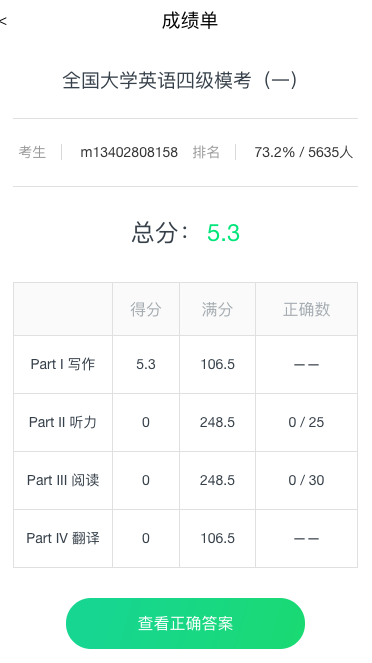 <
成绩单
全国大学英语四级模考（一）
考生 m13402808158 排名 73.2% / 5635人
总分： 5.3
得分 满分 正确数
Part I 写作 5.3 106.5 ——
Part II 听力 0 248.5 0 / 25
Part III 阅读 0 248.5 0 / 30
Part IV 翻译 0 106.5 ——
查看正确答案